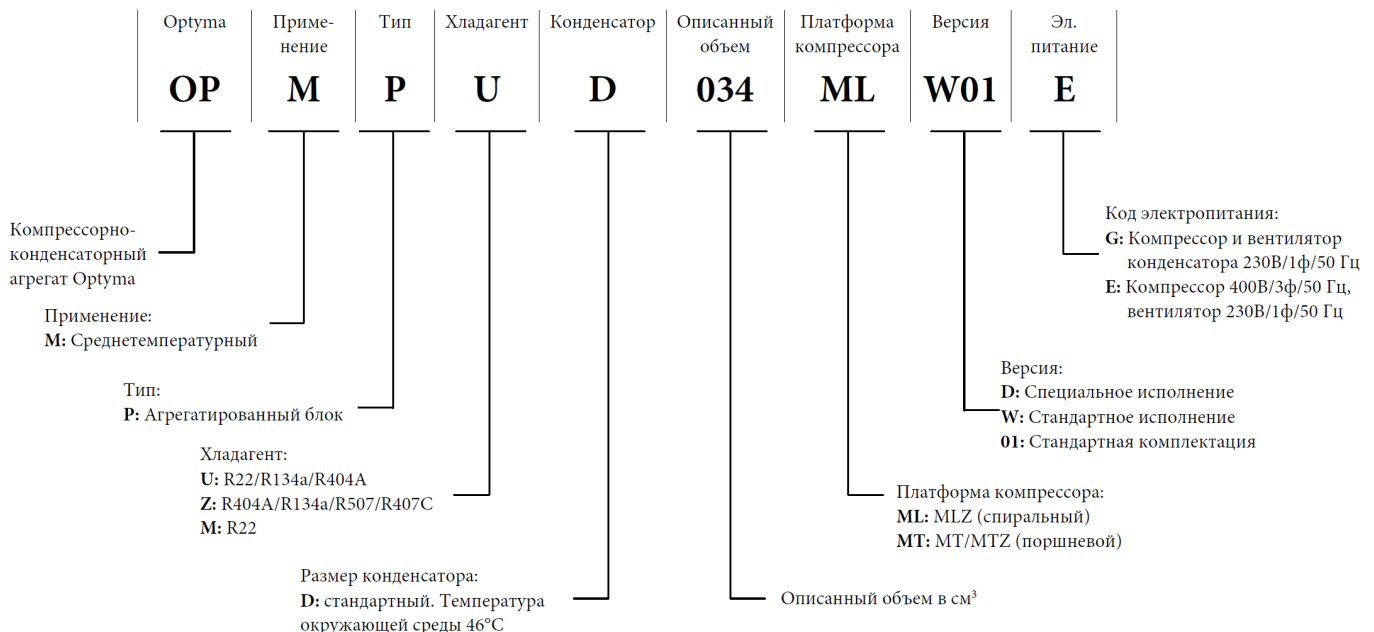 Optyma
Приме-
нение
Тип
Хладагент
Конденсатор
Описанный
объем
Платформа
компрессора
Версия
Эл.
питание
OP
M
P
U
D
034
ML
W01
E
Компрессорно-
конденсаторный
агрегат Optyma
Применение:
M: Среднетемпературный
Тип:
P: Агрегатированный блок
Хладагент:
U: R22/R134a/R404A
Z: R404A/R134a/R507/R407C
M: R22
Размер конденсатора:
D: стандартный. Температура
окружающей среды 46°C
Описанный объем в см³
Платформа компрессора:
ML: MLZ (спиральный)
MT: MT/MTZ (поршневой)
Версия:
D: Специальное исполнение
W: Стандартное исполнение
01: Стандартная комплектация
Код электропитания:
G: Компрессор и вентилятор
конденсатора 230В/1ф/50 Гц
E: Компрессор 400В/3ф/50 Гц,
вентилятор 230В/1ф/50 Гц